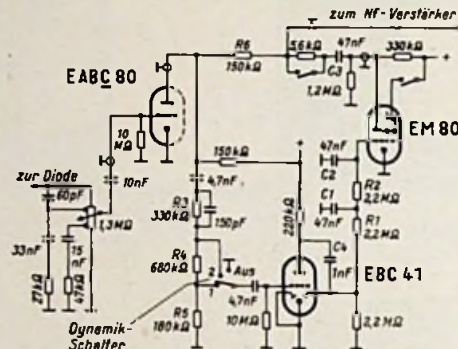 zum Nf-Verstärker
T
R6
150kΩ
5,6kΩ
47nF
C3
1,2MΩ
330kΩ
+
EABC 80
EM 80
10
MΩ
10nF
zur Diode
60pF
1,3MΩ
33nF
15
nF
27kΩ
47kΩ
150kΩ
+
4,7nF
R3
330kΩ
150pF
R4
680kΩ
2
1
T Aus
4,7nF
R5
180kΩ
10MΩ
Dynamik-
Schalter
220kΩ
C4
1nF
EBC 41
47nF
C2
C1
47nF
R2
2,2MΩ
R1
2,2MΩ
2,2MΩ